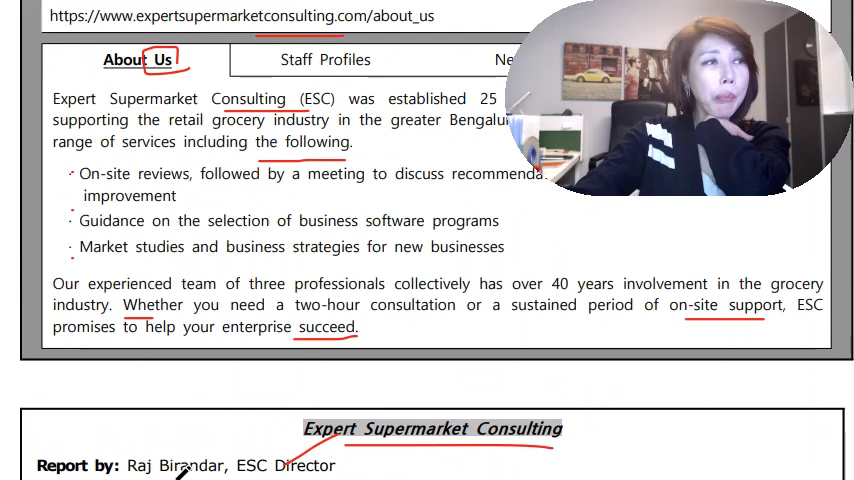 https://www.expertsupermarketconsulting.com/about_us
About Us Staff Profiles
Expert Supermarket Consulting (ESC) was established 25
supporting the retail grocery industry in the greater
range of services including the following.
· On-site reviews, followed by a meeting to discuss
improvement
· Guidance on the selection of business software programs
· Market studies and business strategies for new businesses
Our experienced team of three professionals collectively has over 40 years involvement in the grocery
industry. Whether you need a two-hour consultation or a sustained period of on-site support, ESC
promises to help your enterprise succeed.
Expert Supermarket Consulting
Report by: Raj Birandar, ESC Director